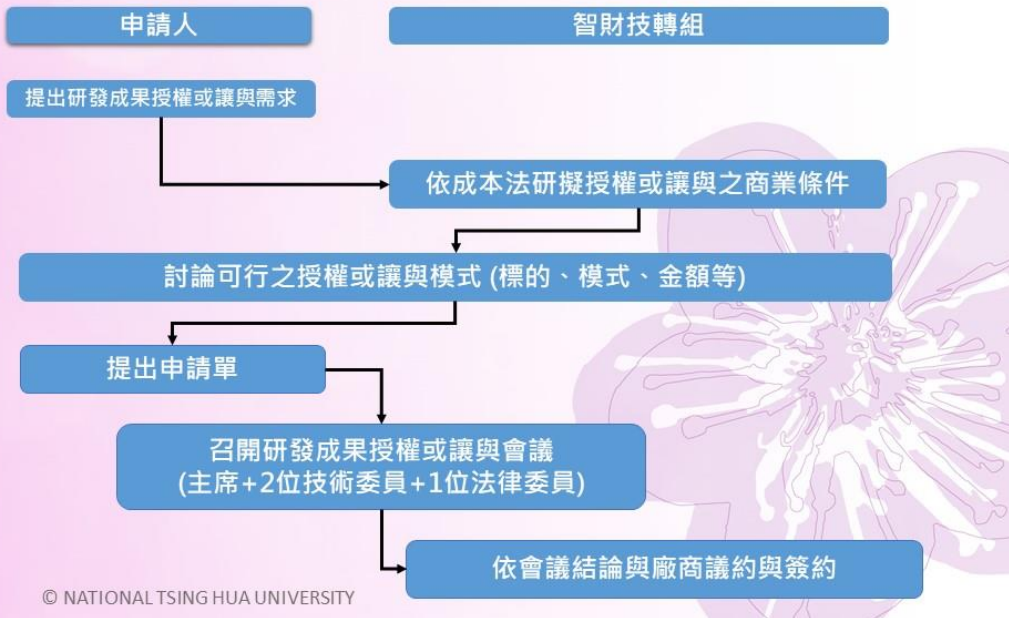 申請人
智財技轉組
提出研發成果授權或讓與需求
依成本法研擬授權或讓與之商業條件
討論可行之授權或讓與模式 (標的、模式、金額等)
提出申請單
召開研發成果授權或讓與會議
(主席+2位技術委員+1位法律委員)
依會議結論與廠商議約與簽約
© NATIONAL TSING HUA UNIVERSITY